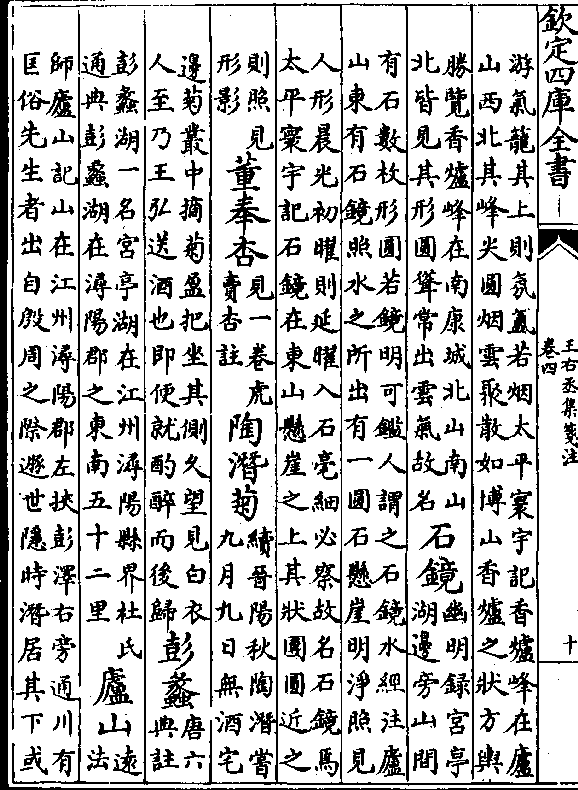 欽定四庫全書
王右丞集箋注
卷四
十
游氣籠其上則氛氳若烟太平寰宇記香爐峰在廬
山西北其峰尖圓烟雲聚散如博山香爐之狀方輿
勝覽香爐峰在南康城北山南山
北皆見其形圓聳常出雲氣故名
石鏡
幽明録宫亭
湖邊旁山間
有石數枚形圓若鏡明可鑑人謂之石鏡水經注廬
山東有石鏡照水之所出有一圓石懸崖明淨照見
人形晨光初曜則延曜入石毫細必察故名石鏡焉
太平寰宇記石鏡在東山懸崖之上其狀團圓近之
則照見
形影
董奉杏
見一卷虎
賣杏註
陶潛菊
續晉陽秋陶潛嘗
九月九日無酒宅
邊菊叢中摘菊盈把坐其側久望見白衣
人至乃王弘送酒也即便就酌醉而後歸
彭蠡
唐六
典註
彭蠡湖一名宫亭湖在江州潯陽縣界杜氏
通典彭蠡湖在潯陽郡之東南五十二里
廬山
遠
法
師廬山記山在江州潯陽郡左挾彭澤右旁通川有
匡俗先生者出自殷周之際遯世隱時潛居其下或